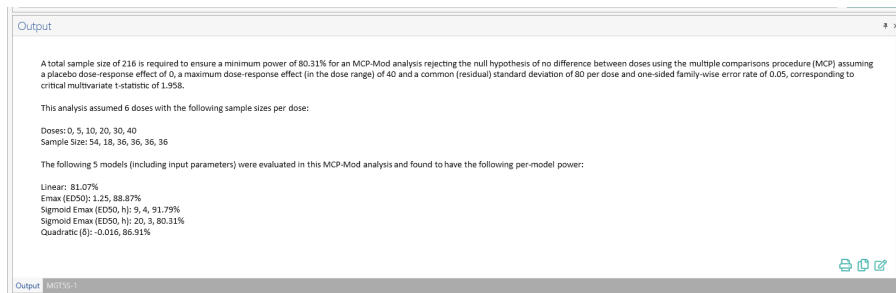 Output
A total sample size of 216 is required to ensure a minimum power of 80.31% for an MCP-Mod analysis rejecting the null hypothesis of no difference between doses using the multiple comparisons procedure (MCP) assuming
a placebo dose-response effect of 0, a maximum dose-response effect (in the dose range) of 40 and a common (residual) standard deviation of 80 per dose and one-sided family-wise error rate of 0.05, corresponding to
critical multivariate t-statistic of 1.958.
This analysis assumed 6 doses with the following sample sizes per dose:
Doses: 0, 5, 10, 20, 30, 40
Sample Size: 54, 18, 36, 36, 36, 36
The following 5 models (including input parameters) were evaluated in this MCP-Mod analysis and found to have the following per-model power:
Linear: 81.07%
Emax (ED50): 1.25, 88.87%
Sigmoid Emax (ED50, h): 9, 4, 91.79%
Sigmoid Emax (ED50, h): 20, 3, 80.31%
Quadratic (δ): -0.016, 86.91%
Output MGT55-1